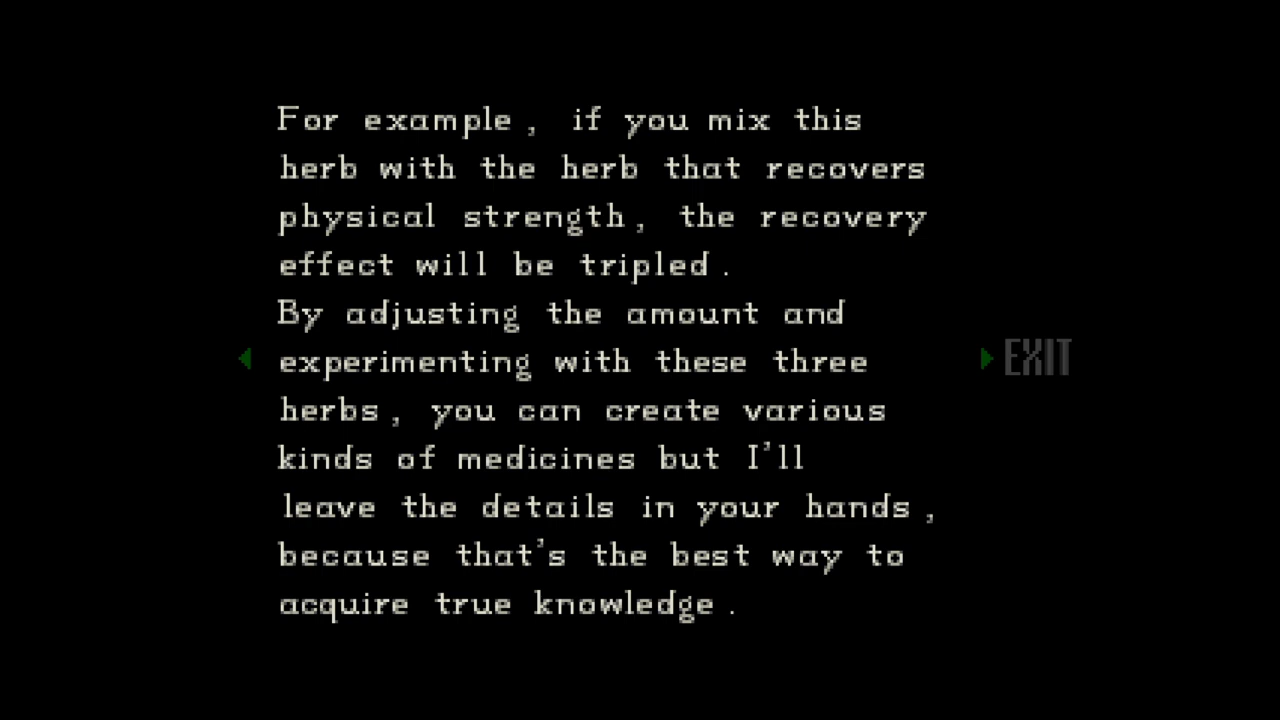 For example, if you mix this
herb with the herb that recovers
physical strength, the recovery
effect will be tripled.
By adjusting the amount and
experimenting with these three
herbs, you can create various
kinds of medicines but I'll
leave the details in your hands,
because that's the best way to
acquire true knowledge.
EXIT